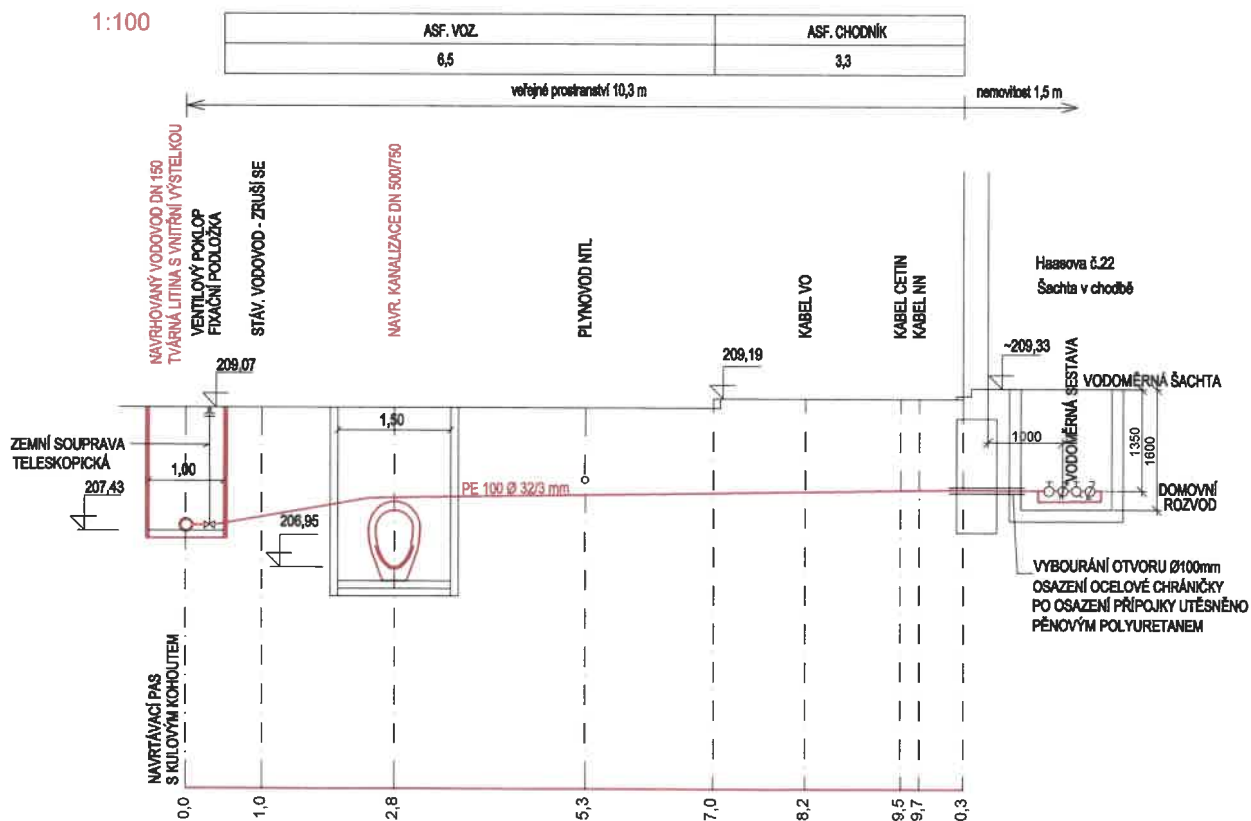 1:100
ASF. VOZ.
ASF. CHODNÍK
6,5
3,3
veřejné prostranství 10,3 m
nemovitost 1,5 m
NAVRHOVANÝ VODOVOD DN 150
TVÁRNÁ LITINA S VNITŘNÍ VÝSTELKOU
VENTILOVÝ POKLOP
FIXAČNÍ PODLOŽKA
STÁV. VODOVOD - ZRUŠÍ SE
NAVR. KANALIZACE DN 500/750
PLYNOVOD NTL
KABEL VO
KABEL CETIN
KABEL NN
Haasova č.22
Šachta v chodbě
209,07
209,19
~209,33
VODOMĚRNÁ ŠACHTA
VODOMĚRNÁ SESTAVA
ZEMNÍ SOUPRAVA
TELESKOPICKÁ
1,00
1,50
1000
1350
1600
207,43
206,95
PE 100 Ø 32/3 mm
DOMOVNÍ
ROZVOD
VYBOURÁNÍ OTVORU Ø100mm
OSAZENÍ OCELOVÉ CHRÁNIČKY
PO OSAZENÍ PŘÍPOJKY UTĚSNĚNO
PĚNOVÝM POLYURETANEM
NAVRTÁVACÍ PAS
S KULOVÝM KOHOUTEM
0,0
1,0
2,8
5,3
7,0
8,2
9,5
9,7
0,3